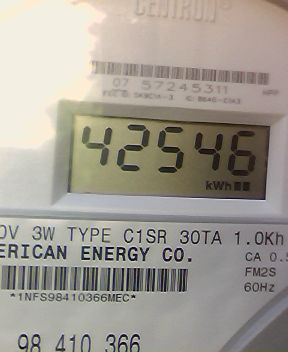 CENTRON®
07 57245311
42546
kWh
0V 3W TYPE C1SR 30TA 1.0Kh
ERICAN ENERGY CO.
CA 0.5
FM2S
60Hz
*1NFS98410366MEC*
98 410 366